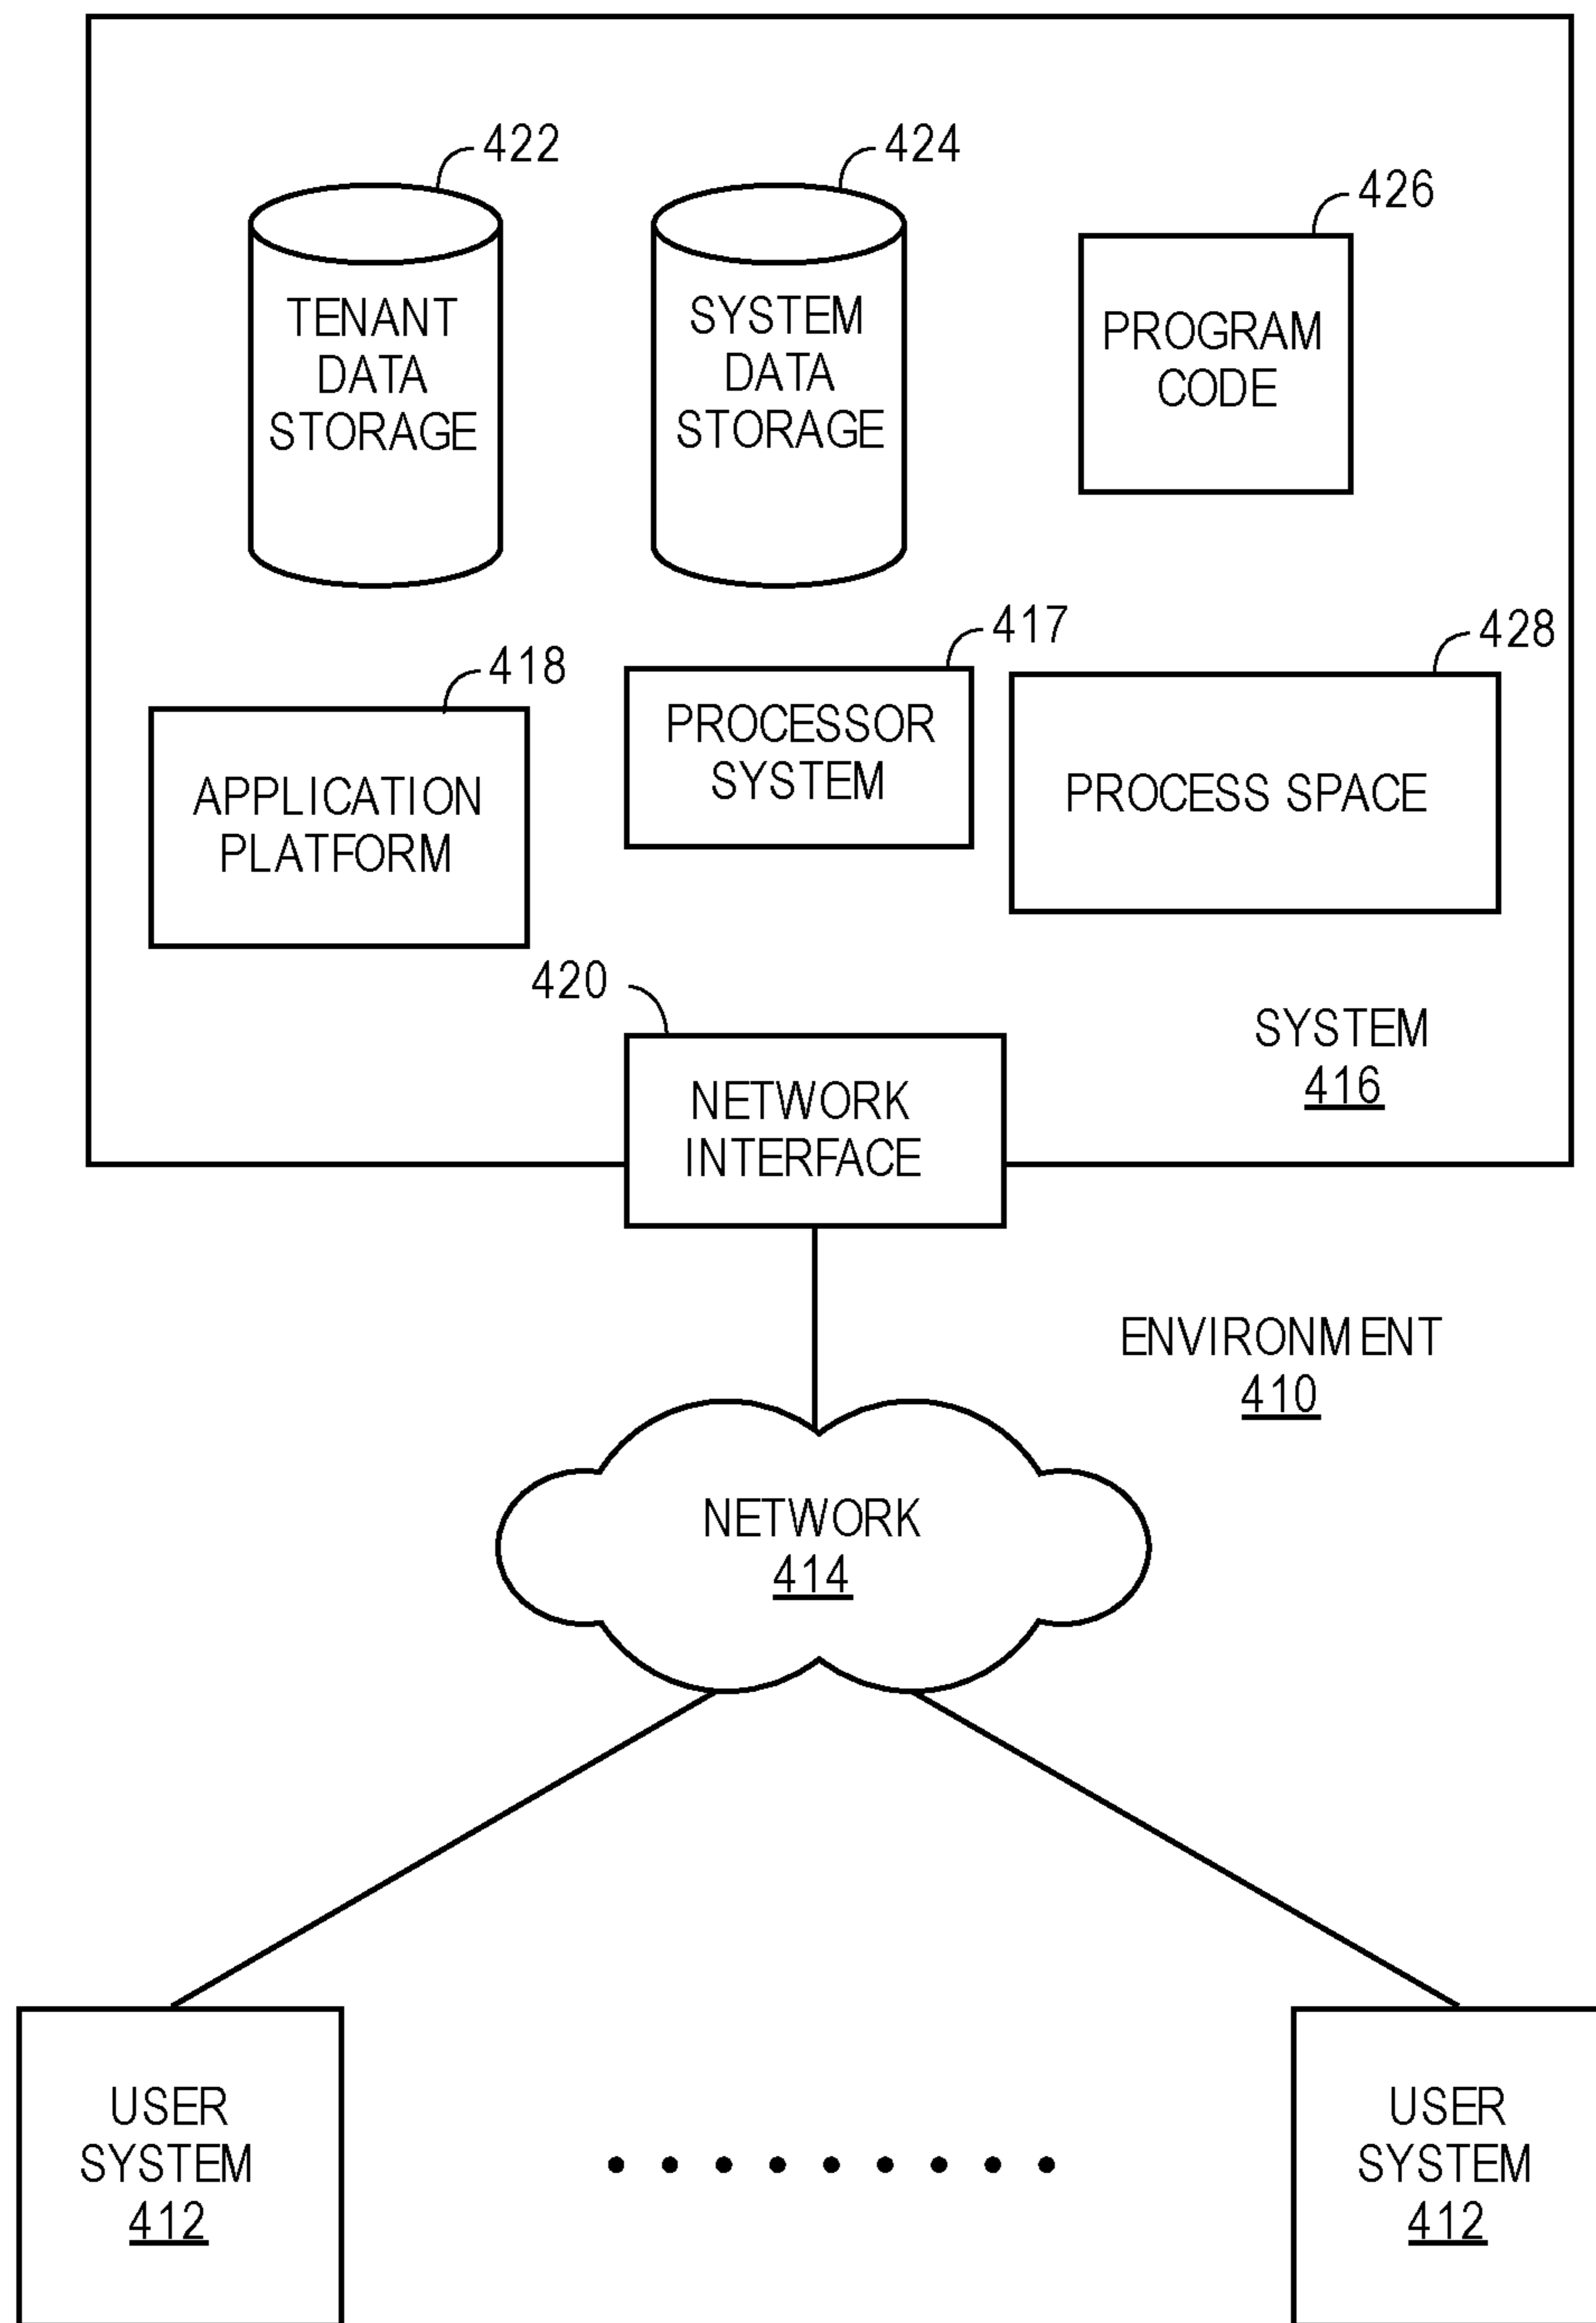 422
424
426
TENANT
DATA
STORAGE
SYSTEM
DATA
STORAGE
PROGRAM
CODE
418
417
428
APPLICATION
PLATFORM
PROCESSOR
SYSTEM
PROCESS SPACE
420
NETWORK
INTERFACE
SYSTEM
416
ENVIRONMENT
410
NETWORK
414
USER
SYSTEM
412
USER
SYSTEM
412